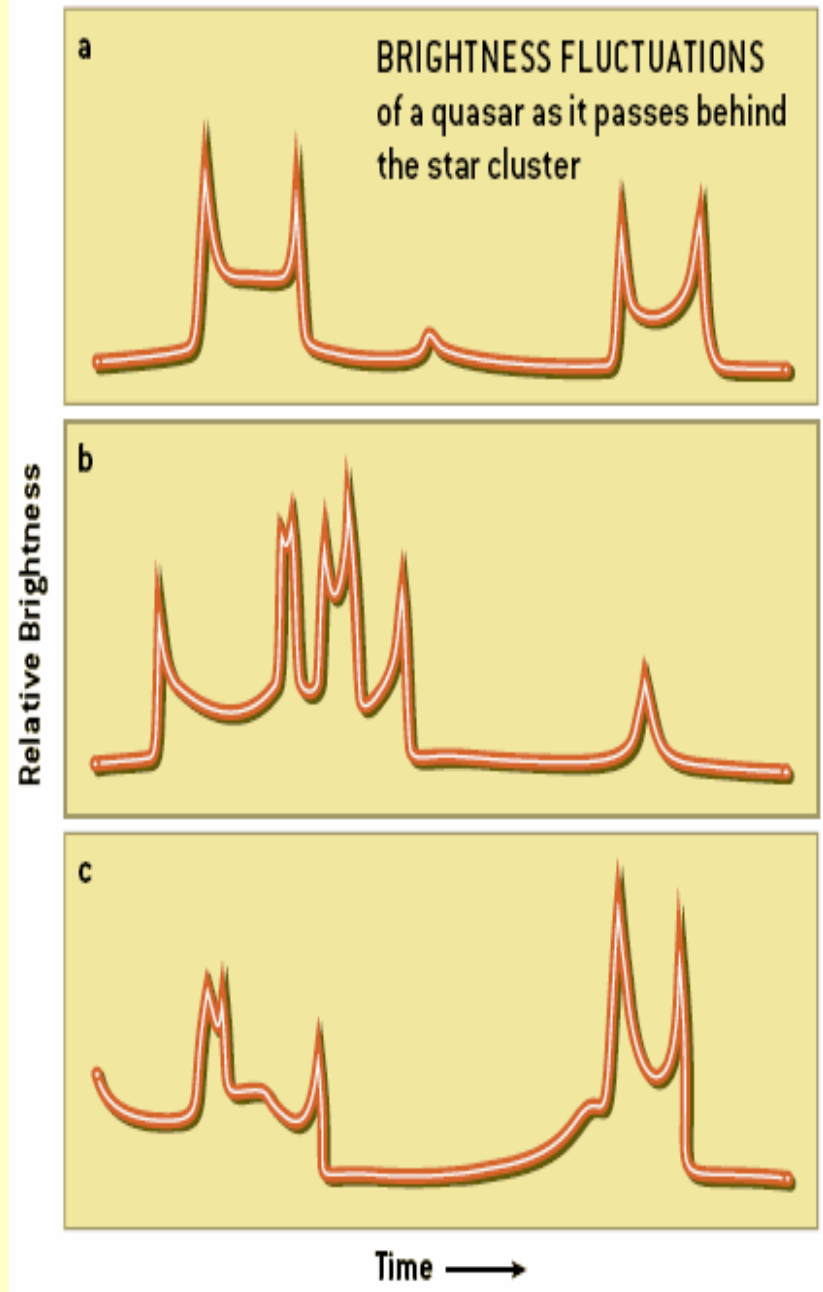 a
BRIGHTNESS FLUCTUATIONS
of a quasar as it passes behind
the star cluster
b
Relative Brightness
c
Time